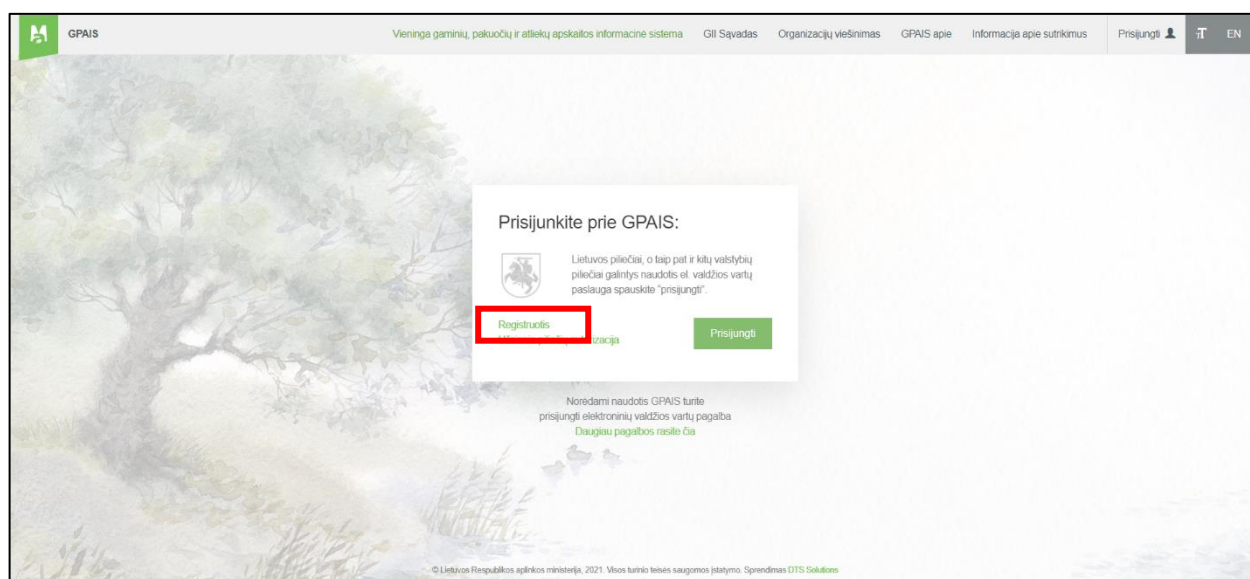 GPAIS
Vieninga gaminių, pakuočių ir atliekų apskaitos informacinė sistema
GII Sąvadas
Organizacijų viešinimas
GPAIS apie
Informacija apie sutrikimus
Prisijungti
TT
EN
Prisijunkite prie GPAIS:
Lietuvos piliečiai, o taip pat ir kitų valstybių
piliečiai galintys naudotis el. valdžios vartų
paslauga spauskite "prisijungti".
Registruotis
Prisijungti
Norėdami naudotis GPAIS turite
prisijungti elektroninių valdžios vartų pagalba
Daugiau pagalbos rasite čia
© Lietuvos Respublikos aplinkos ministerija, 2021. Visos turinio teisės saugomos įstatymo. Sprendimas DTS Solutions